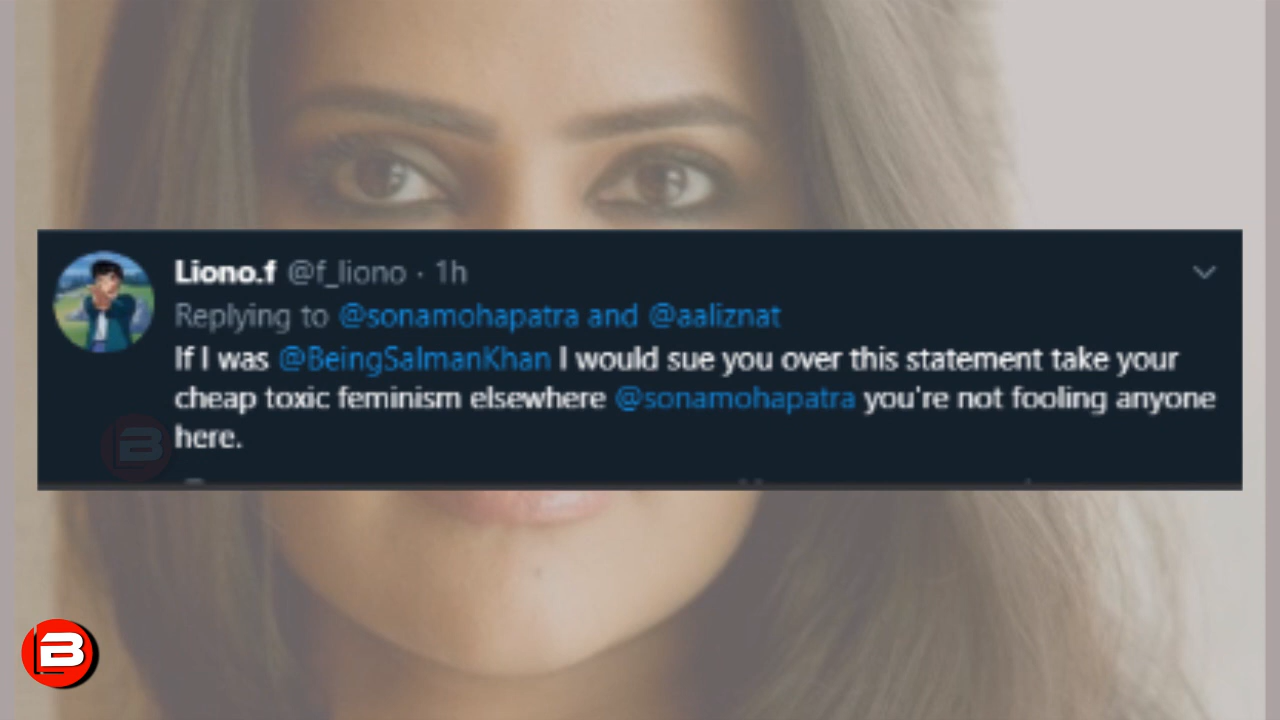 Liono.f @f_liono · 1h
Replying to @sonamohapatra and @aaliznat
If I was @BeingSalmanKhan I would sue you over this statement take your
cheap toxic feminism elsewhere @sonamohapatra you're not fooling anyone
here.
B
B